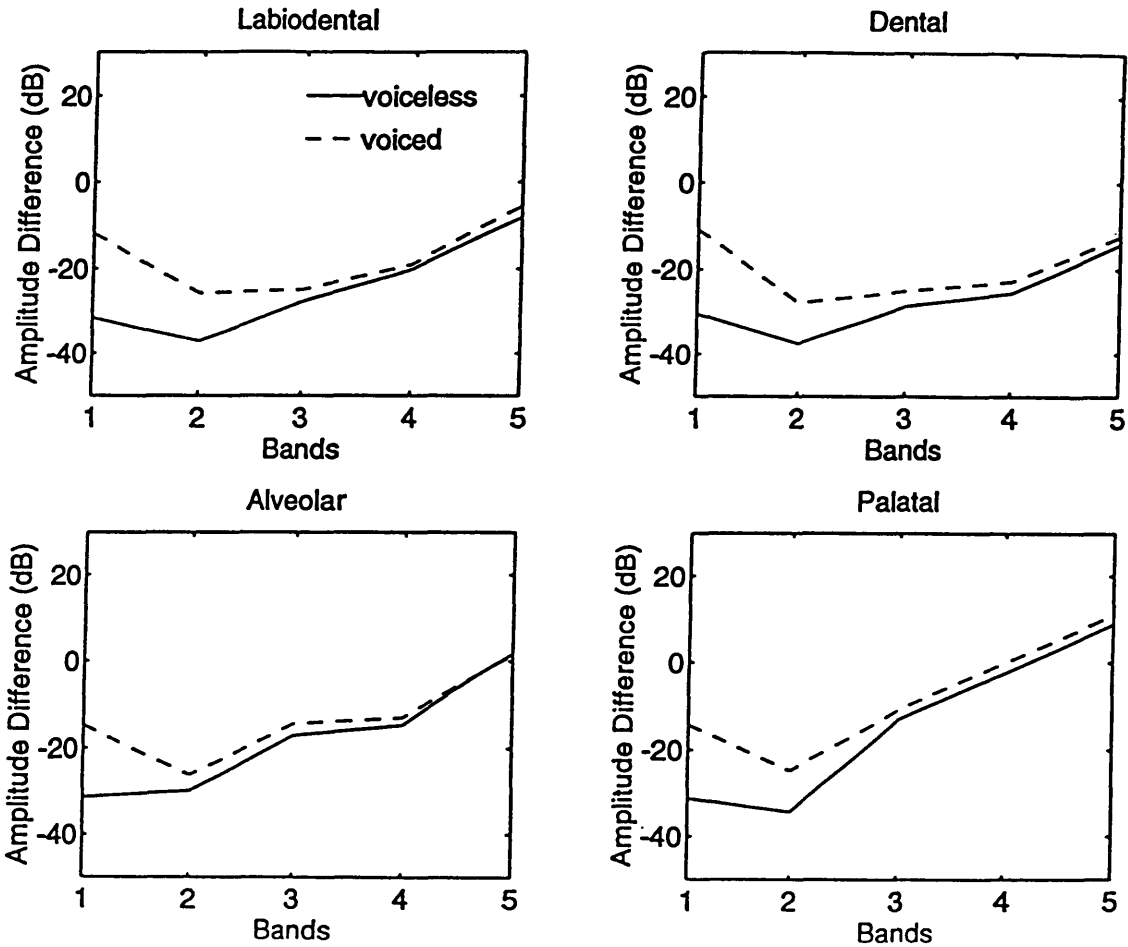 Labiodental
Amplitude Difference (dB)
20
0
-20
-40
voiceless
voiced
1 2 3 4 5
Bands
Dental
Amplitude Difference (dB)
20
0
-20
-40
1 2 3 4 5
Bands
Alveolar
Amplitude Difference (dB)
20
0
-20
-40
1 2 3 4 5
Bands
Palatal
Amplitude Difference (dB)
20
0
-20
-40
1 2 3 4 5
Bands